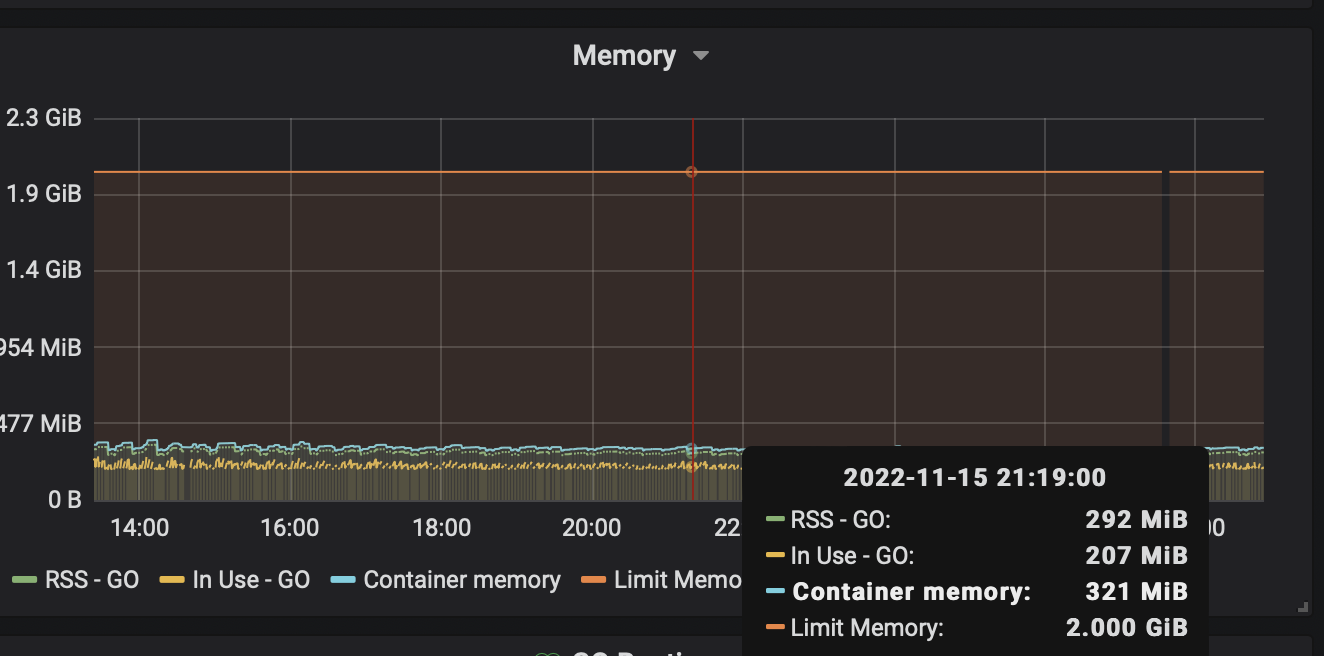 Memory
2.3 GiB
1.9 GiB
1.4 GiB
954 MiB
477 MiB
0 B
14:00 16:00 18:00 20:00 22 00
RSS - GO In Use - GO Container memory Limit Memo
2022-11-15 21:19:00
RSS - GO: 292 MiB
In Use - GO: 207 MiB
Container memory: 321 MiB
Limit Memory: 2.000 GiB